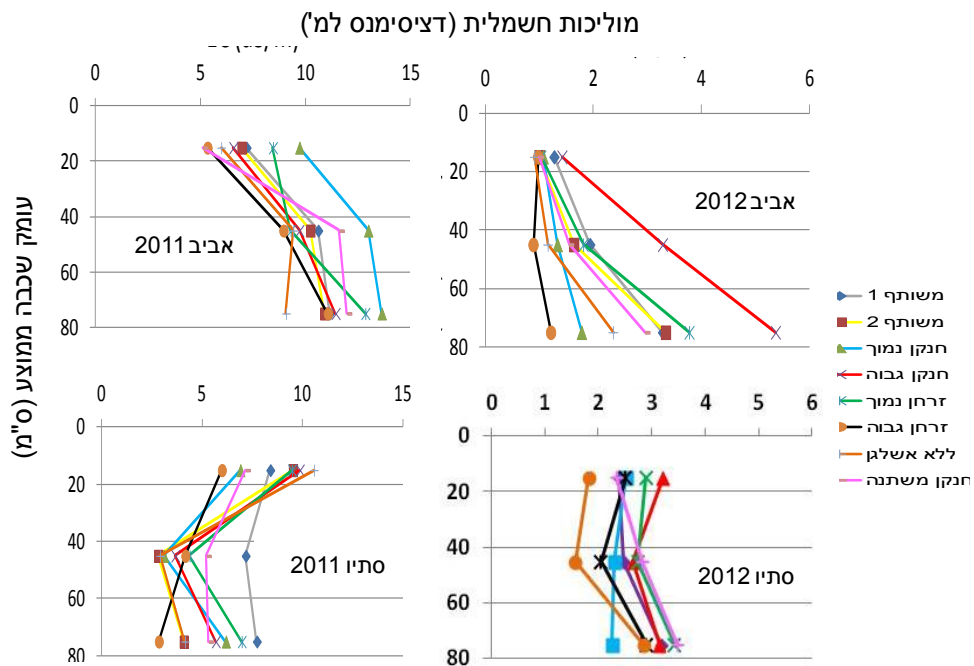 מוליכות חשמלית (דציסימנס למ')
0 5 10 15
0
20
40
60
80
אביב 2011
0 2 4 6
0
20
40
60
80
אביב 2012
עומק שכבה ממוצע (ס"מ)
0 5 10 15
0
20
40
60
80
סתיו 2011
0 1 2 3 4 5 6
0
20
40
60
80
סתיו 2012
משותף 1
משותף 2
חנקן נמוך
חנקן גבוה
זרחן נמוך
זרחן גבוה
ללא אשלגן
חנקן משתנה